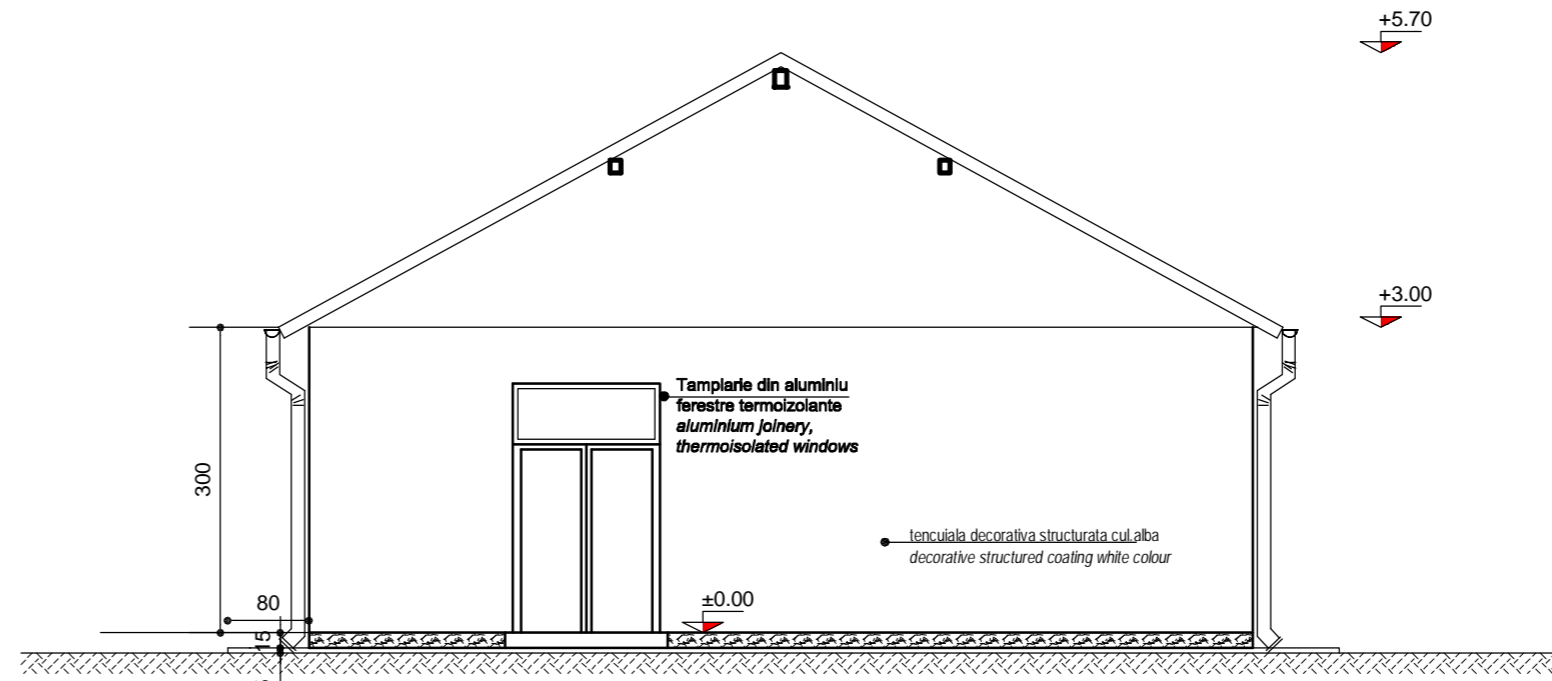 +5.70
+3.00
Tamplarie din aluminiu
ferestre termoizolante
aluminium joinery,
thermoisolated windows
300
tencuiala decorativa structurata cul.alba
decorative structured coating white colour
80
±0.00
15